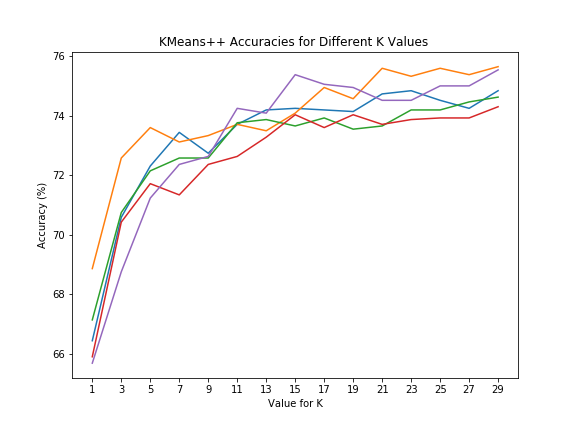 KMeans++ Accuracies for Different K Values
76
74
72
70
68
66
Accuracy (%)
1 3 5 7 9 11 13 15 17 19 21 23 25 27 29
Value for K